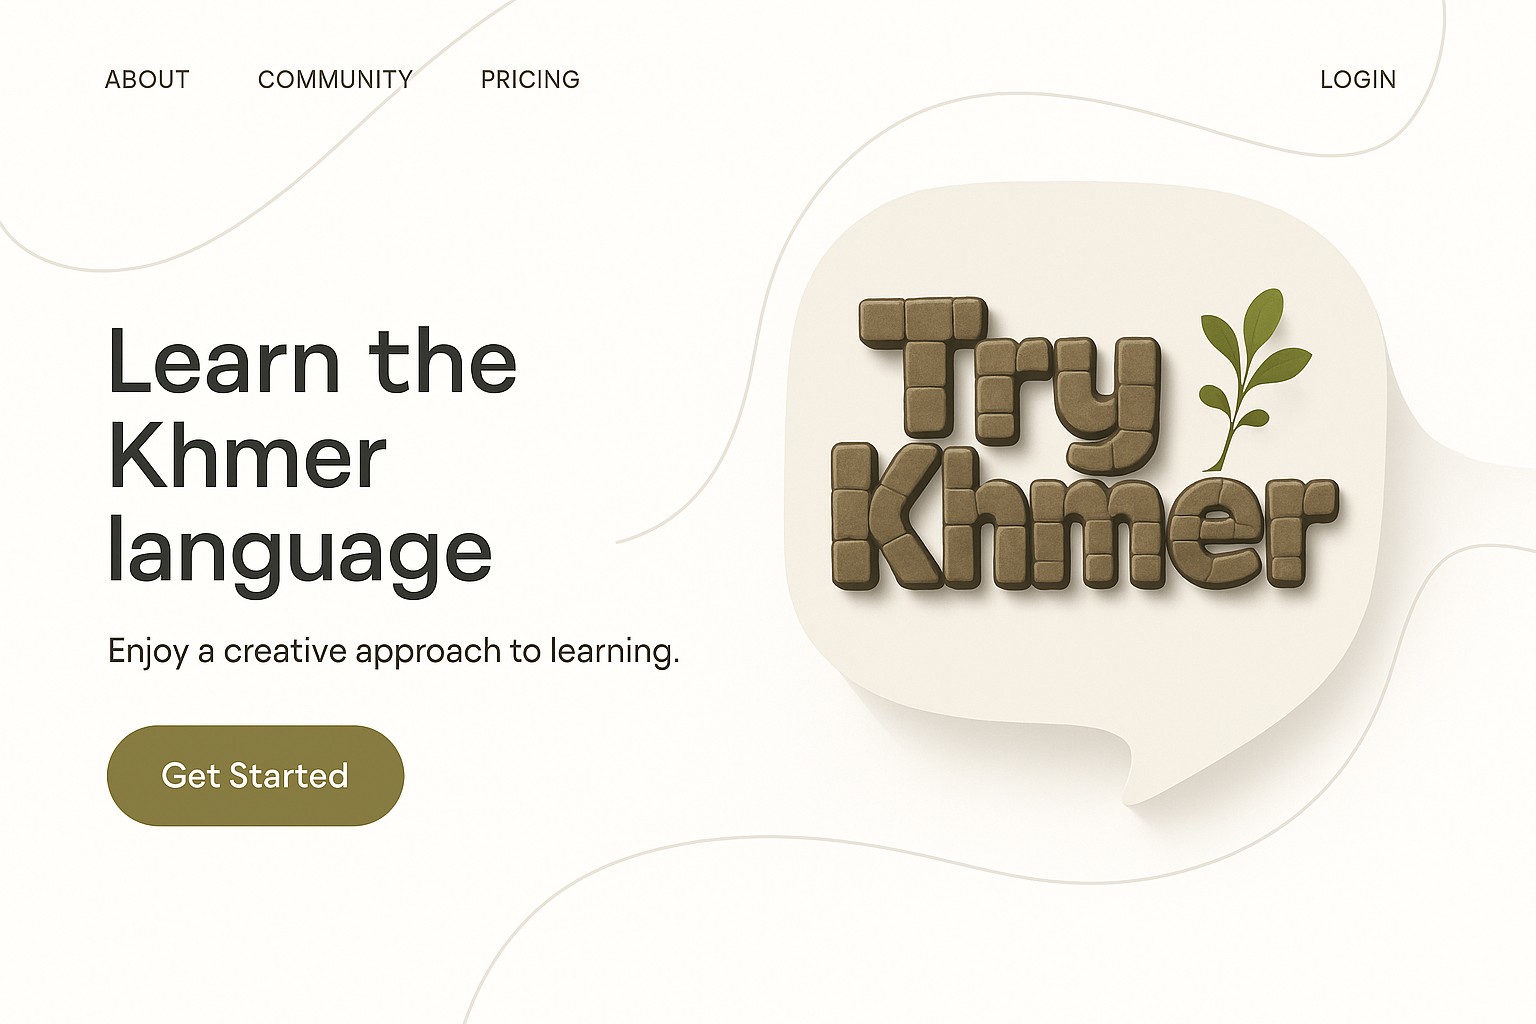 ABOUT COMMUNITY PRICING LOGIN
Learn the
Khmer
language
Enjoy a creative approach to learning.
Get Started
Try
Khmer